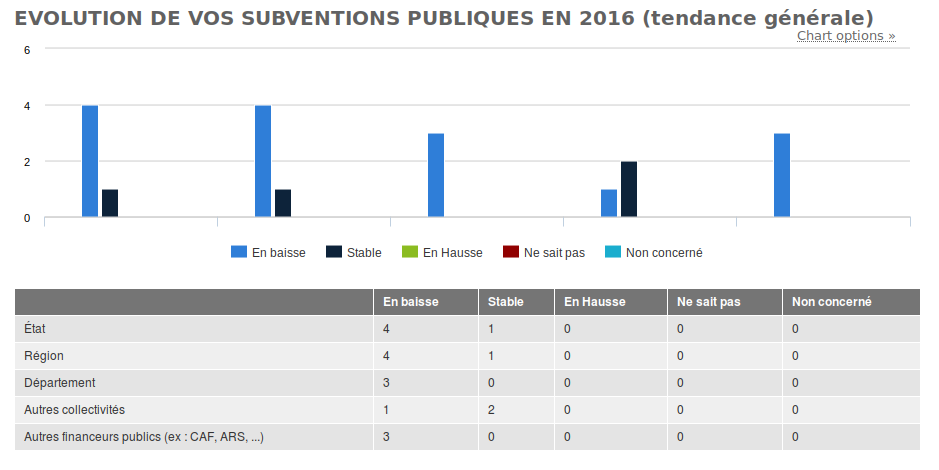 EVOLUTION DE VOS SUBVENTIONS PUBLIQUES EN 2016 (tendance générale)
Chart options »
6
4
2
0
En baisse Stable En Hausse Ne sait pas Non concerné
En baisse Stable En Hausse Ne sait pas Non concerné
État 4 1 0 0 0
Région 4 1 0 0 0
Département 3 0 0 0 0
Autres collectivités 1 2 0 0 0
Autres financeurs publics (ex : CAF, ARS, ...) 3 0 0 0 0